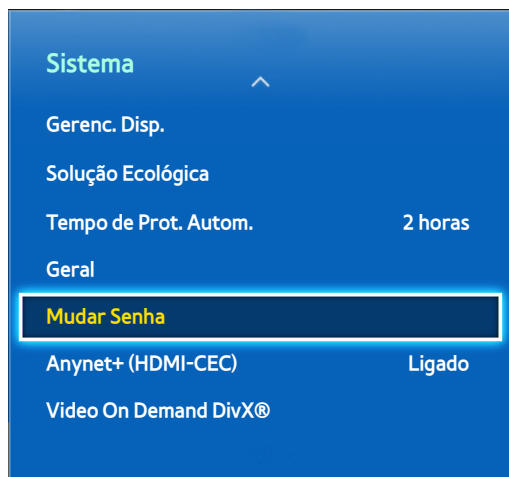 Sistema
Gerenc. Disp.
Solução Ecológica
Tempo de Prot. Autom. 2 horas
Geral
Mudar Senha
Anynet+ (HDMI-CEC) Ligado
Video On Demand DivX®